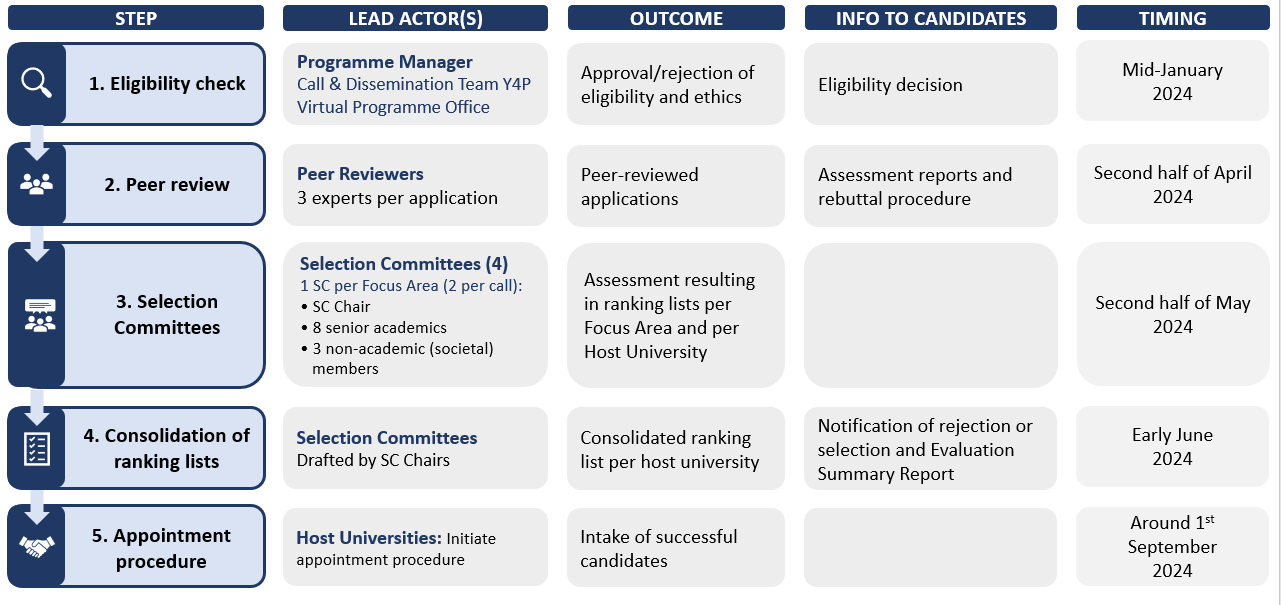 STEP
LEAD ACTOR(S)
OUTCOME
INFO TO CANDIDATES
TIMING
1. Eligibility check
Programme Manager
Call & Dissemination Team Y4P
Virtual Programme Office
Approval/rejection of
eligibility and ethics
Eligibility decision
Mid-January
2024
2. Peer review
Peer Reviewers
3 experts per application
Peer-reviewed
applications
Assessment reports and
rebuttal procedure
Second half of April
2024
3. Selection
Committees
Selection Committees (4)
1 SC per Focus Area (2 per call):
• SC Chair
• 8 senior academics
• 3 non-academic (societal)
members
Assessment resulting
in ranking lists per
Focus Area and per
Host University
Second half of May
2024
4. Consolidation of
ranking lists
Selection Committees
Drafted by SC Chairs
Consolidated ranking
list per host university
Notification of rejection or
selection and Evaluation
Summary Report
Early June
2024
5. Appointment
procedure
Host Universities: Initiate
appointment procedure
Intake of successful
candidates
Around 1st
September
2024